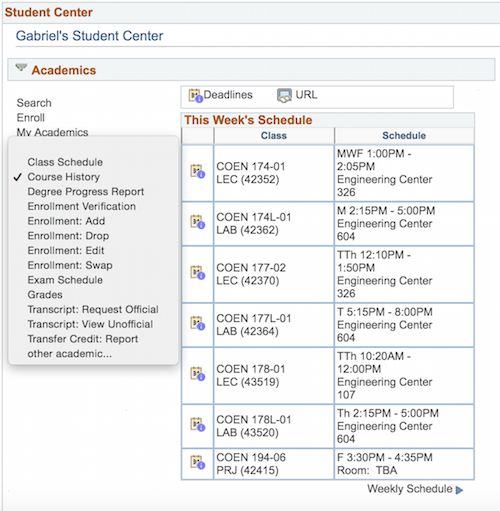 Student Center
Gabriel's Student Center
Academics
Search
Enroll
My Academics
Class Schedule
✓ Course History
Degree Progress Report
Enrollment Verification
Enrollment: Add
Enrollment: Drop
Enrollment: Edit
Enrollment: Swap
Exam Schedule
Grades
Transcript: Request Official
Transcript: View Unofficial
Transfer Credit: Report
other academic...
Deadlines URL
This Week's Schedule
Class Schedule
COEN 174-01
LEC (42352)
MWF 1:00PM -
2:05PM
Engineering Center
326
COEN 174L-01
LAB (42362)
M 2:15PM - 5:00PM
Engineering Center
604
COEN 177-02
LEC (42370)
TTh 12:10PM -
1:50PM
Engineering Center
326
COEN 177L-01
LAB (42364)
T 5:15PM - 8:00PM
Engineering Center
604
COEN 178-01
LEC (43519)
TTh 10:20AM -
12:00PM
Engineering Center
107
COEN 178L-01
LAB (43520)
Th 2:15PM - 5:00PM
Engineering Center
604
COEN 194-06
PRJ (42415)
F 3:30PM - 4:35PM
Room: TBA
Weekly Schedule